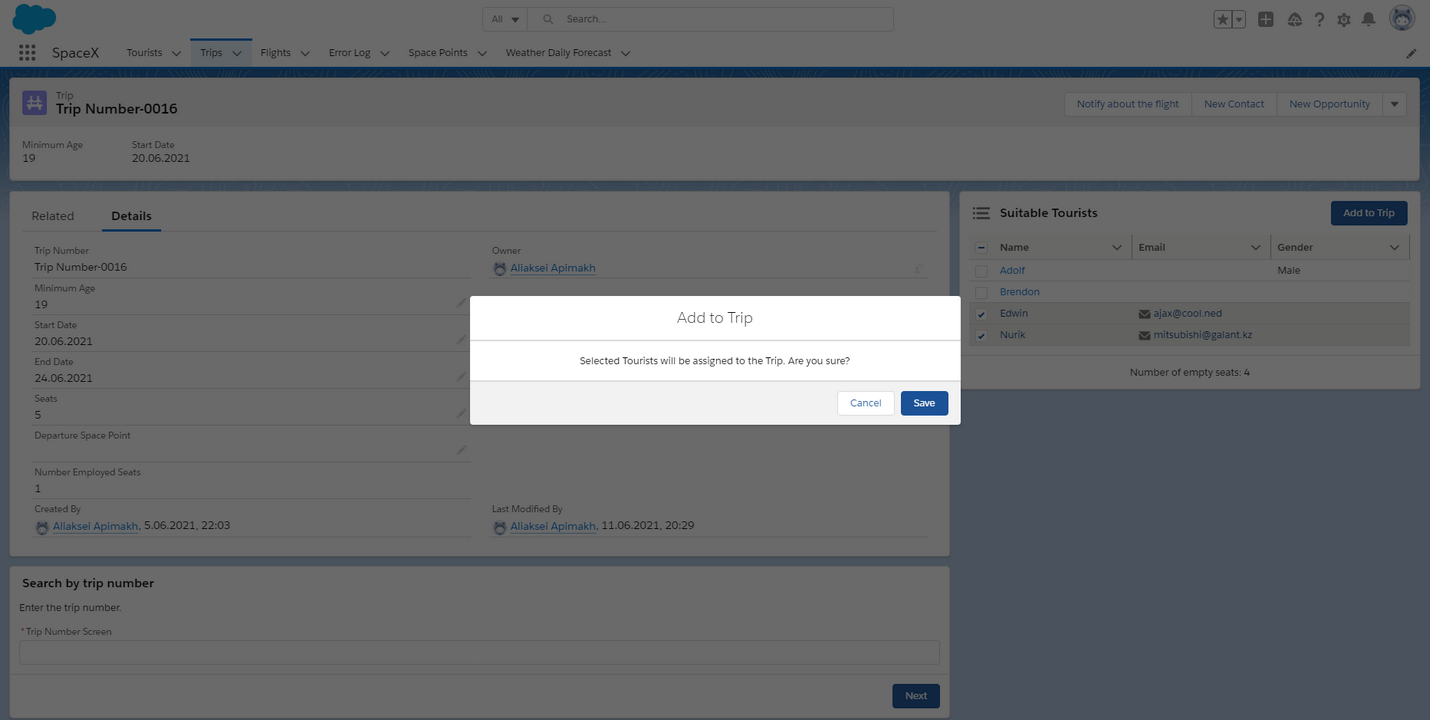 All
Search...
SpaceX
Tourists
Trips
Flights
Error Log
Space Points
Weather Daily Forecast
Trip
Trip Number-0016
Notify about the flight
New Contact
New Opportunity
Minimum Age
19
Start Date
20.06.2021
Related
Details
Trip Number
Trip Number-0016
Owner
Aliaksei Apimakh
Minimum Age
19
Start Date
20.06.2021
End Date
24.06.2021
Seats
5
Departure Space Point
Number Employed Seats
1
Created By
Aliaksei Apimakh, 5.06.2021, 22:03
Last Modified By
Aliaksei Apimakh, 11.06.2021, 20:29
Search by trip number
Enter the trip number.
*Trip Number Screen
Next
Suitable Tourists
Add to Trip
Name Email Gender
Adolf Male
Brendon
Edwin ajax@cool.ned
Nurik mitsubishi@galant.kz
Number of empty seats: 4
Add to Trip
Selected Tourists will be assigned to the Trip. Are you sure?
Cancel
Save